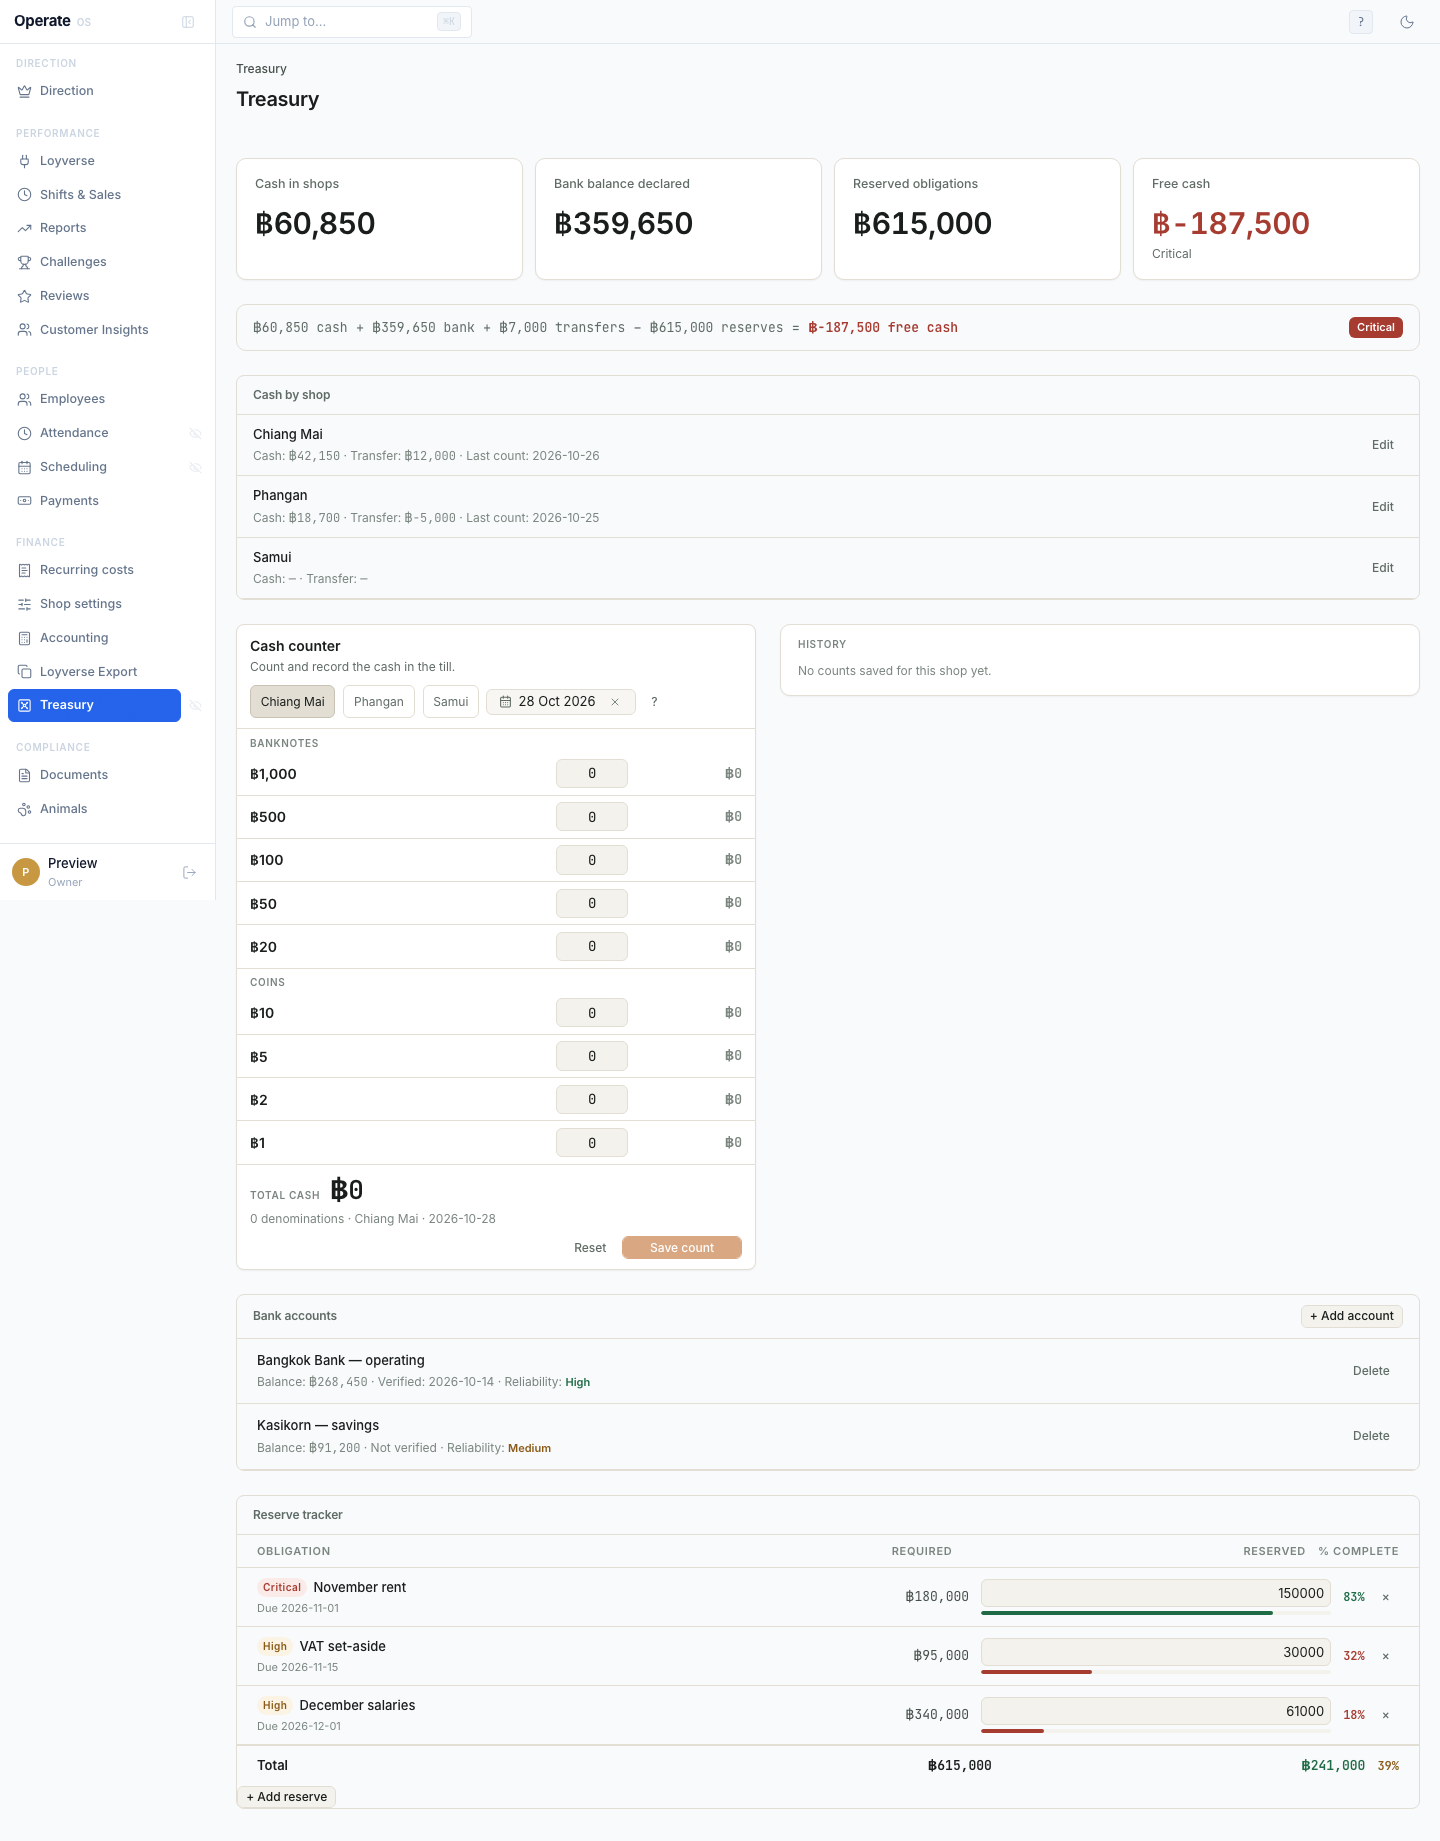 Operate OS
Jump to...
⌘K
?
DIRECTION
Direction
PERFORMANCE
Loyverse
Shifts & Sales
Reports
Challenges
Reviews
Customer Insights
PEOPLE
Employees
Attendance
Scheduling
Payments
FINANCE
Recurring costs
Shop settings
Accounting
Loyverse Export
Treasury
COMPLIANCE
Documents
Animals
P
Preview
Owner
Treasury
Treasury
Cash in shops
฿60,850
Bank balance declared
฿359,650
Reserved obligations
฿615,000
Free cash
฿-187,500
Critical
฿60,850 cash + ฿359,650 bank + ฿7,000 transfers − ฿615,000 reserves = ฿-187,500 free cash
Critical
Cash by shop
Chiang Mai
Cash: ฿42,150 · Transfer: ฿12,000 · Last count: 2026-10-26
Edit
Phangan
Cash: ฿18,700 · Transfer: ฿-5,000 · Last count: 2026-10-25
Edit
Samui
Cash: — · Transfer: —
Edit
Cash counter
Count and record the cash in the till.
Chiang Mai
Phangan
Samui
28 Oct 2026
×
?
BANKNOTES
฿1,000 0 ฿0
฿500 0 ฿0
฿100 0 ฿0
฿50 0 ฿0
฿20 0 ฿0
COINS
฿10 0 ฿0
฿5 0 ฿0
฿2 0 ฿0
฿1 0 ฿0
TOTAL CASH ฿0
0 denominations · Chiang Mai · 2026-10-28
Reset
Save count
HISTORY
No counts saved for this shop yet.
Bank accounts
+ Add account
Bangkok Bank — operating
Balance: ฿268,450 · Verified: 2026-10-14 · Reliability: High
Delete
Kasikorn — savings
Balance: ฿91,200 · Not verified · Reliability: Medium
Delete
Reserve tracker
OBLIGATION REQUIRED RESERVED % COMPLETE
Critical November rent
Due 2026-11-01
฿180,000 150000 83% ×
High VAT set-aside
Due 2026-11-15
฿95,000 30000 32% ×
High December salaries
Due 2026-12-01
฿340,000 61000 18% ×
Total ฿615,000 ฿241,000 39%
+ Add reserve